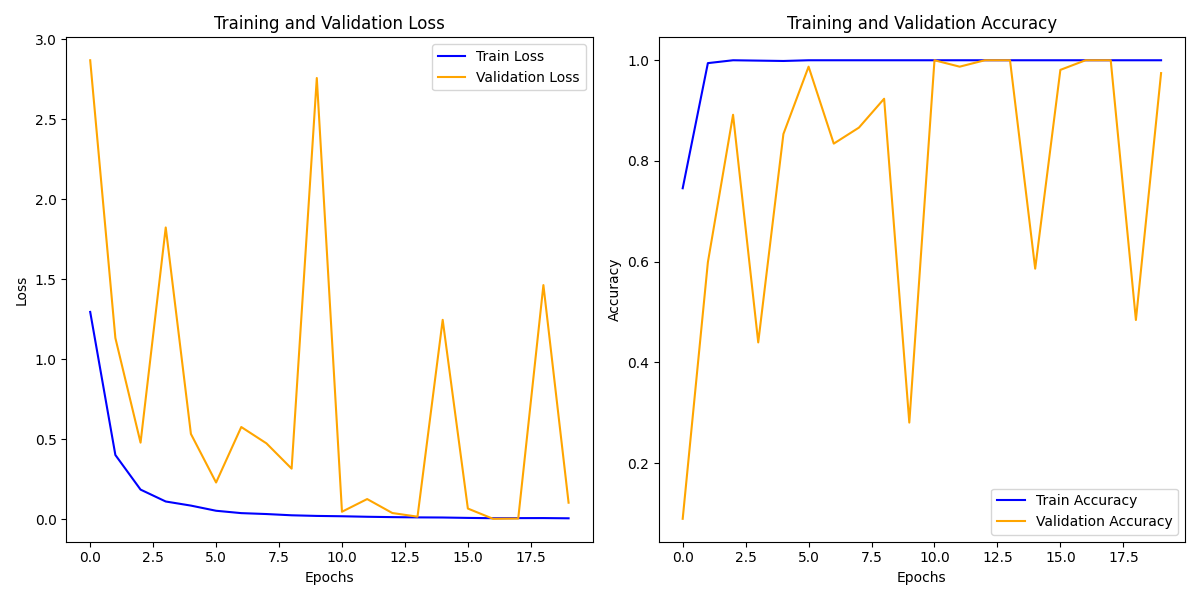 Training and Validation Loss
3.0
2.5
2.0
1.5
1.0
0.5
0.0
Loss
Train Loss
Validation Loss
0.0 2.5 5.0 7.5 10.0 12.5 15.0 17.5
Epochs
Training and Validation Accuracy
1.0
0.8
0.6
0.4
0.2
Accuracy
Train Accuracy
Validation Accuracy
0.0 2.5 5.0 7.5 10.0 12.5 15.0 17.5
Epochs